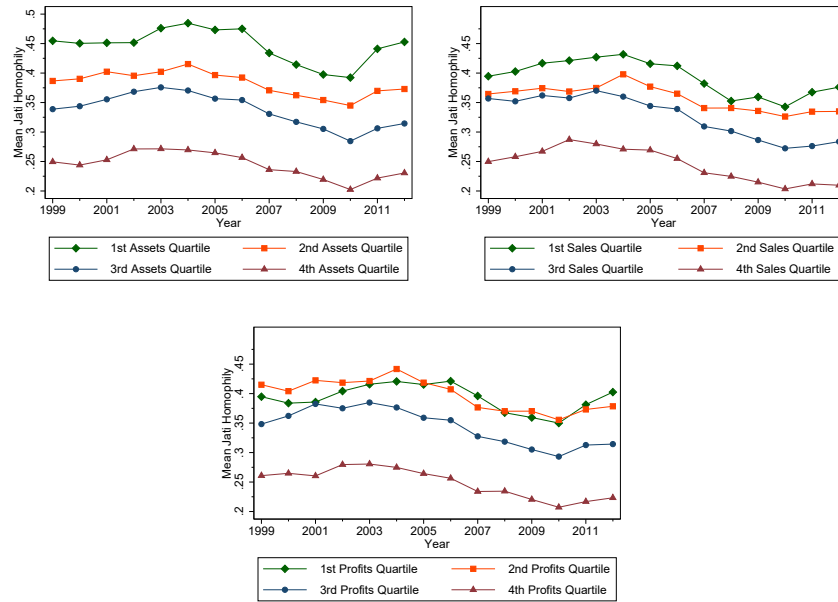 Mean Jati Homophily
.5
.45
.4
.35
.3
.25
.2
1999 2001 2003 2005 2007 2009 2011
Year
1st Assets Quartile 2nd Assets Quartile
3rd Assets Quartile 4th Assets Quartile
Mean Jati Homophily
.5
.45
.4
.35
.3
.25
.2
1999 2001 2003 2005 2007 2009 2011
Year
1st Sales Quartile 2nd Sales Quartile
3rd Sales Quartile 4th Sales Quartile
Mean Jati Homophily
.45
.4
.35
.3
.25
.2
1999 2001 2003 2005 2007 2009 2011
Year
1st Profits Quartile 2nd Profits Quartile
3rd Profits Quartile 4th Profits Quartile